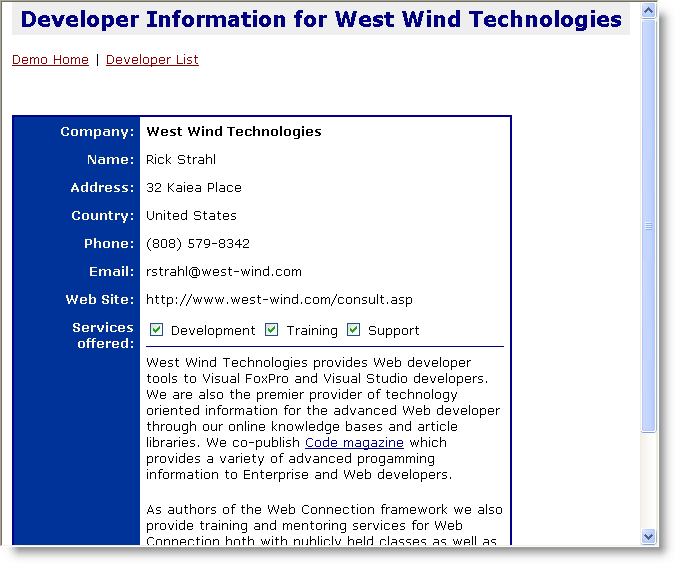 Developer Information for West Wind Technologies
Demo Home | Developer List
Company: West Wind Technologies
Name: Rick Strahl
Address: 32 Kaiea Place
Country: United States
Phone: (808) 579-8342
Email: rstrahl@west-wind.com
Web Site: http://www.west-wind.com/consult.asp
Services offered: Development Training Support
West Wind Technologies provides Web developer
tools to Visual FoxPro and Visual Studio developers.
We are also the premier provider of technology
oriented information for the advanced Web developer
through our online knowledge bases and article
libraries. We co-publish Code magazine which
provides a variety of advanced progamming
information to Enterprise and Web developers.
As authors of the Web Connection framework we also
provide training and mentoring services for Web
Connection both with publicly held classes as well as